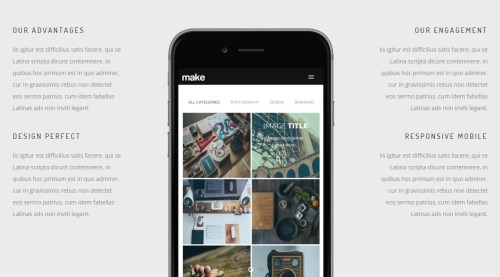 OUR ADVANTAGES
Iis igitur est difficilius satis facere, qui se
Latina scripta dicunt contemnere. in
quibus hoc primum est in quo admirer,
cur in gravissimis rebus non delectet
eos sermo patrius, cum idem fabellas
Latinas ads non inviti legant.
DESIGN PERFECT
Iis igitur est difficilius satis facere, qui se
Latina scripta dicunt contemnere. in
quibus hoc primum est in quo admirer,
cur in gravissimis rebus non delectet
eos sermo patrius, cum idem fabellas
Latinas ads non inviti legant.
make
ALL CATEGORIES PHOTOGRAPHY DESIGN BRANDING
IMAGE TITLE
OUR ENGAGEMENT
Iis igitur est difficilius satis facere, qui se
Latina scripta dicunt contemnere. in
quibus hoc primum est in quo admirer,
cur in gravissimis rebus non delectet
eos sermo patrius, cum idem fabellas
Latinas ads non inviti legant.
RESPONSIVE MOBILE
Iis igitur est difficilius satis facere, qui se
Latina scripta dicunt contemnere. in
quibus hoc primum est in quo admirer,
cur in gravissimis rebus non delectet
eos sermo patrius, cum idem fabellas
Latinas ads non inviti legant.